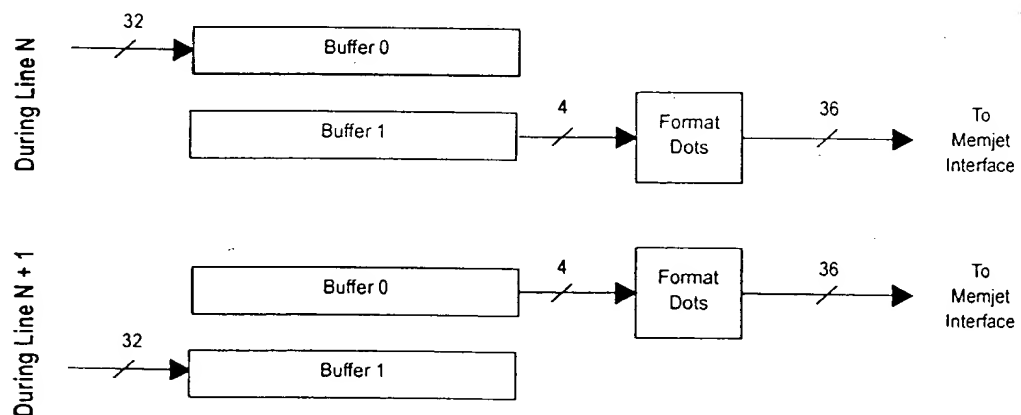 During Line N
32
Buffer 0
Buffer 1
4
Format
Dots
36
To
Memjet
Interface
During Line N + 1
Buffer 0
4
Format
Dots
36
To
Memjet
Interface
32
Buffer 1